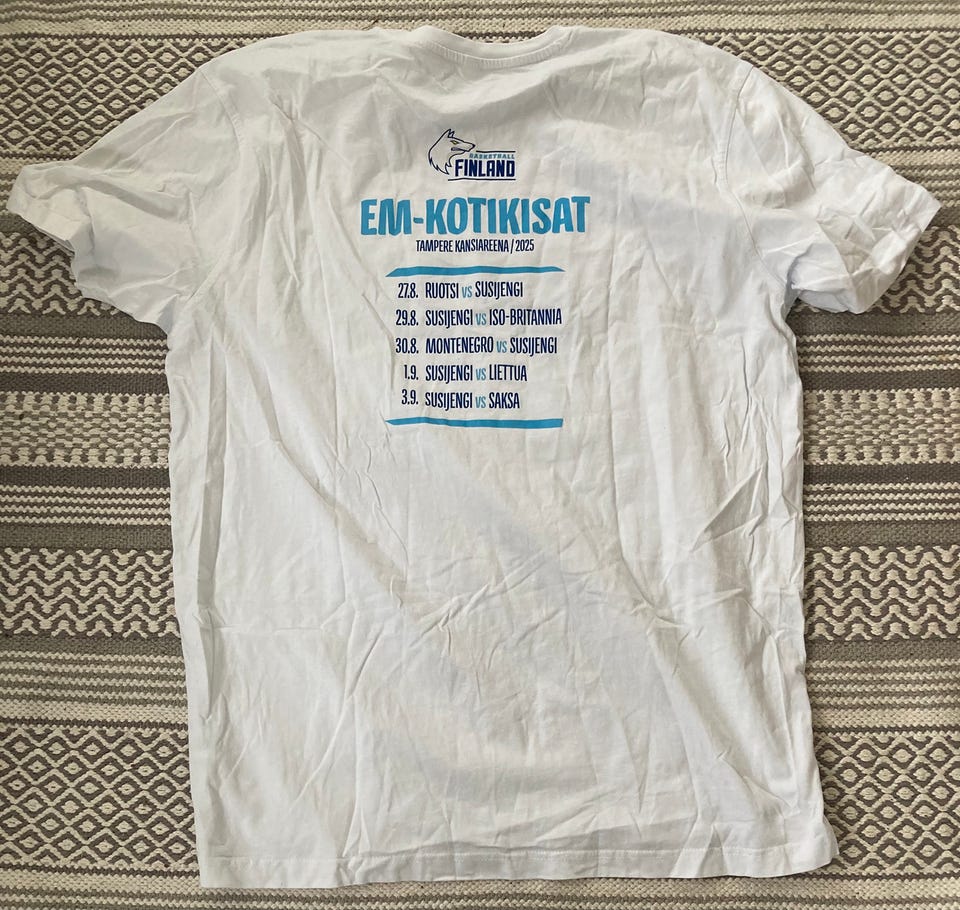 BASKETBALL
FINLAND
EM-KOTIKISAT
TAMPERE KANSIAREENA / 2025
27.8. RUOTSI vs SUSIJENGI
29.8. SUSIJENGI vs ISO-BRITANNIA
30.8. MONTENEGRO vs SUSIJENGI
1.9. SUSIJENGI vs LIETTUA
3.9. SUSIJENGI vs SAKSA